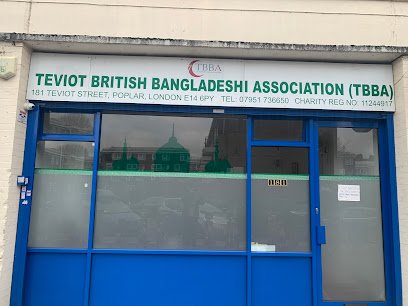 TBBA
TEVIOT BRITISH BANGLADESHI ASSOCIATION (TBBA)
181 TEVIOT STREET, POPLAR, LONDON E14 6PY TEL: 07951 736650 CHARITY REG NO: 11244917
181